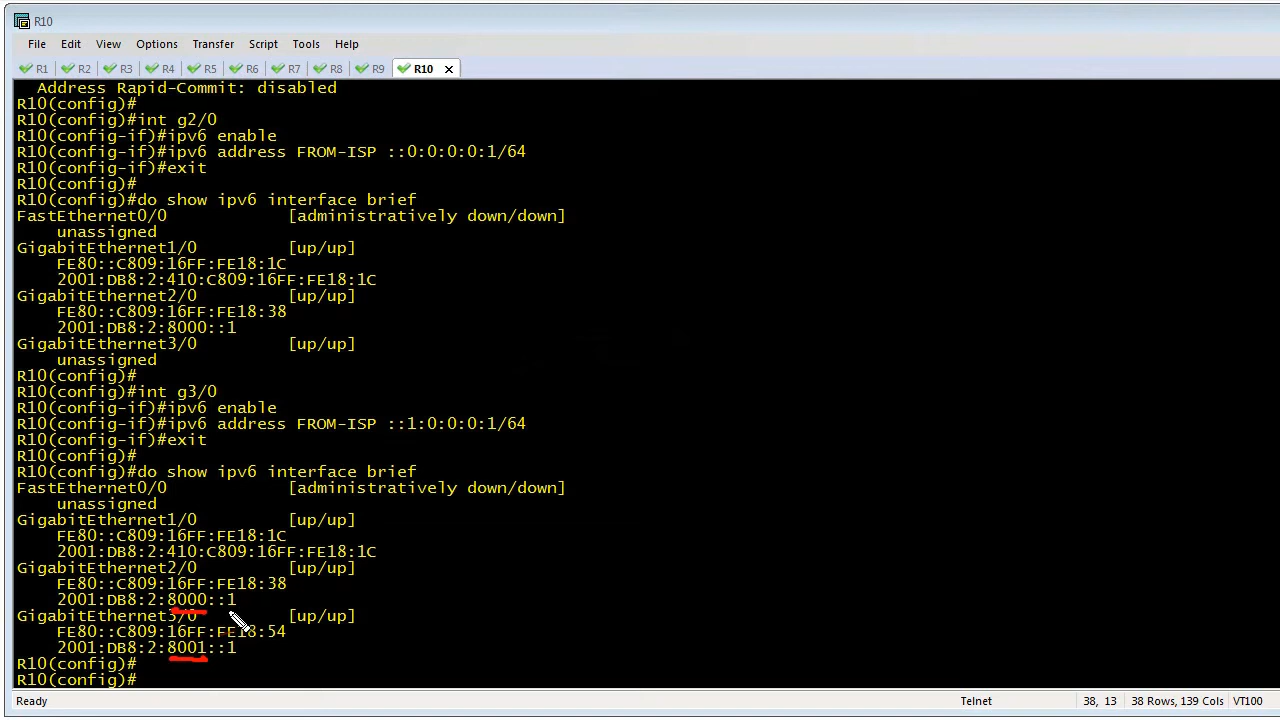 R10
File Edit View Options Transfer Script Tools Help
R1 R2 R3 R4 R5 R6 R7 R8 R9 R10 ×
Address Rapid-Commit: disabled
R10(config)#
R10(config)#int g2/0
R10(config-if)#ipv6 enable
R10(config-if)#ipv6 address FROM-ISP ::0:0:0:0:1/64
R10(config-if)#exit
R10(config)#
R10(config)#do show ipv6 interface brief
FastEthernet0/0 [administratively down/down]
unassigned
GigabitEthernet1/0 [up/up]
FE80::C809:16FF:FE18:1C
2001:DB8:2:410:C809:16FF:FE18:1C
GigabitEthernet2/0 [up/up]
FE80::C809:16FF:FE18:38
2001:DB8:2:8000::1
GigabitEthernet3/0 [up/up]
unassigned
R10(config)#
R10(config)#int g3/0
R10(config-if)#ipv6 enable
R10(config-if)#ipv6 address FROM-ISP ::1:0:0:0:1/64
R10(config-if)#exit
R10(config)#
R10(config)#do show ipv6 interface brief
FastEthernet0/0 [administratively down/down]
unassigned
GigabitEthernet1/0 [up/up]
FE80::C809:16FF:FE18:1C
2001:DB8:2:410:C809:16FF:FE18:1C
GigabitEthernet2/0 [up/up]
FE80::C809:16FF:FE18:38
2001:DB8:2:8000::1
GigabitEthernet3/0 [up/up]
FE80::C809:16FF:FE18:54
2001:DB8:2:8001::1
R10(config)#
R10(config)#
Ready Telnet 38, 13 38 Rows, 139 Cols VT100